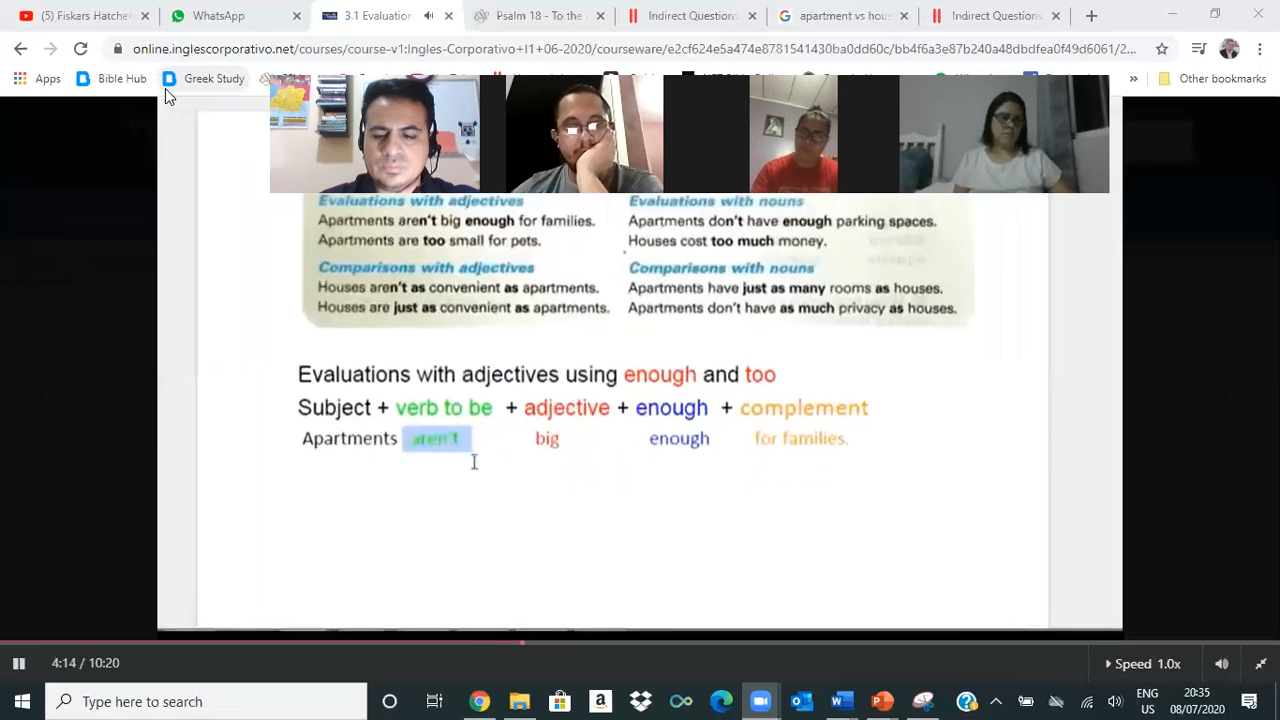 (5) Erkars Hatcher
WhatsApp
3.1 Evaluation
Psalm 18 - To the
Indirect Questions
apartment vs hou
Indirect Questions
online.inglescorporativo.net/courses/course-v1:Ingles-Corporativo+I1+06-2020/courseware/e2cf624e5a474e8781541430ba0dd60c/bb4f6a3e87b240a48dbdfea0f49d6061/2...
Apps
Bible Hub
Greek Study
Other bookmarks
Evaluations with adjectives
Apartments aren't big enough for families.
Apartments are too small for pets.
Comparisons with adjectives
Houses aren't as convenient as apartments.
Houses are just as convenient as apartments.
Evaluations with nouns
Apartments don't have enough parking spaces.
Houses cost too much money.
Comparisons with nouns
Apartments have just as many rooms as houses.
Apartments don't have as much privacy as houses.
Evaluations with adjectives using enough and too
Subject + verb to be + adjective + enough + complement
Apartments aren't big enough for families.
4:14 / 10:20
Speed 1.0x
Type here to search
ENG
US
20:35
08/07/2020